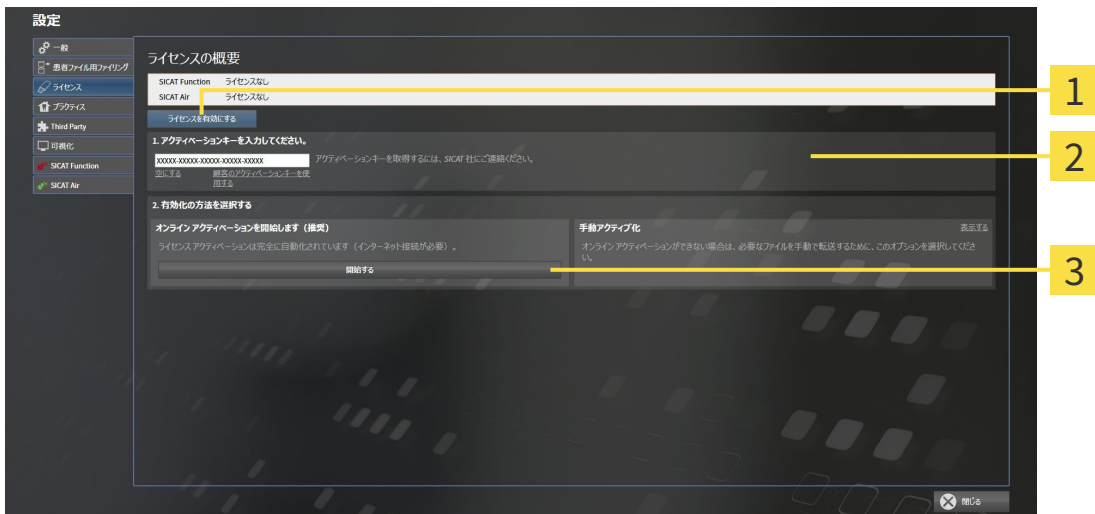 設定
一般
患者ファイル用ファイリング
ライセンス
プラクティス
Third Party
可視化
SICAT Function
SICAT Air
ライセンスの概要
SICAT Function ライセンスなし
SICAT Air ライセンスなし
ライセンスを有効にする
1. アクティベーションキーを入力してください。
XXXXX-XXXXX-XXXXX-XXXXX-XXXXX
アクティベーションキーを取得するには、SICAT 社にご連絡ください。
空にする
顧客のアクティベーションキーを使
用する
2. 有効化の方法を選択する
オンライン アクティベーションを開始します（推奨）
ライセンス アクティベーションは完全に自動化されています（インターネット接続が必要）。
開始する
手動アクティブ化
表示する
オンライン アクティベーションができない場合は、必要なファイルを手動で転送するために、このオプションを選択してくださ
い。
閉じる
1
2
3